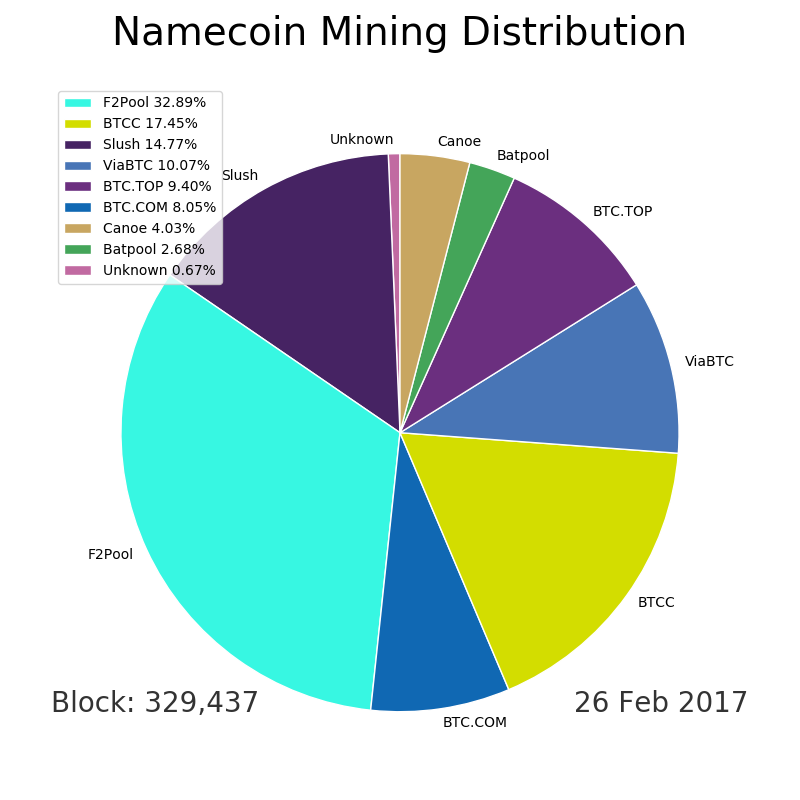 Namecoin Mining Distribution
F2Pool 32.89%
BTCC 17.45%
Slush 14.77%
ViaBTC 10.07%
BTC.TOP 9.40%
BTC.COM 8.05%
Canoe 4.03%
Batpool 2.68%
Unknown 0.67%
Unknown
Canoe
Batpool
Slush
BTC.TOP
ViaBTC
F2Pool
BTCC
BTC.COM
Block: 329,437
26 Feb 2017